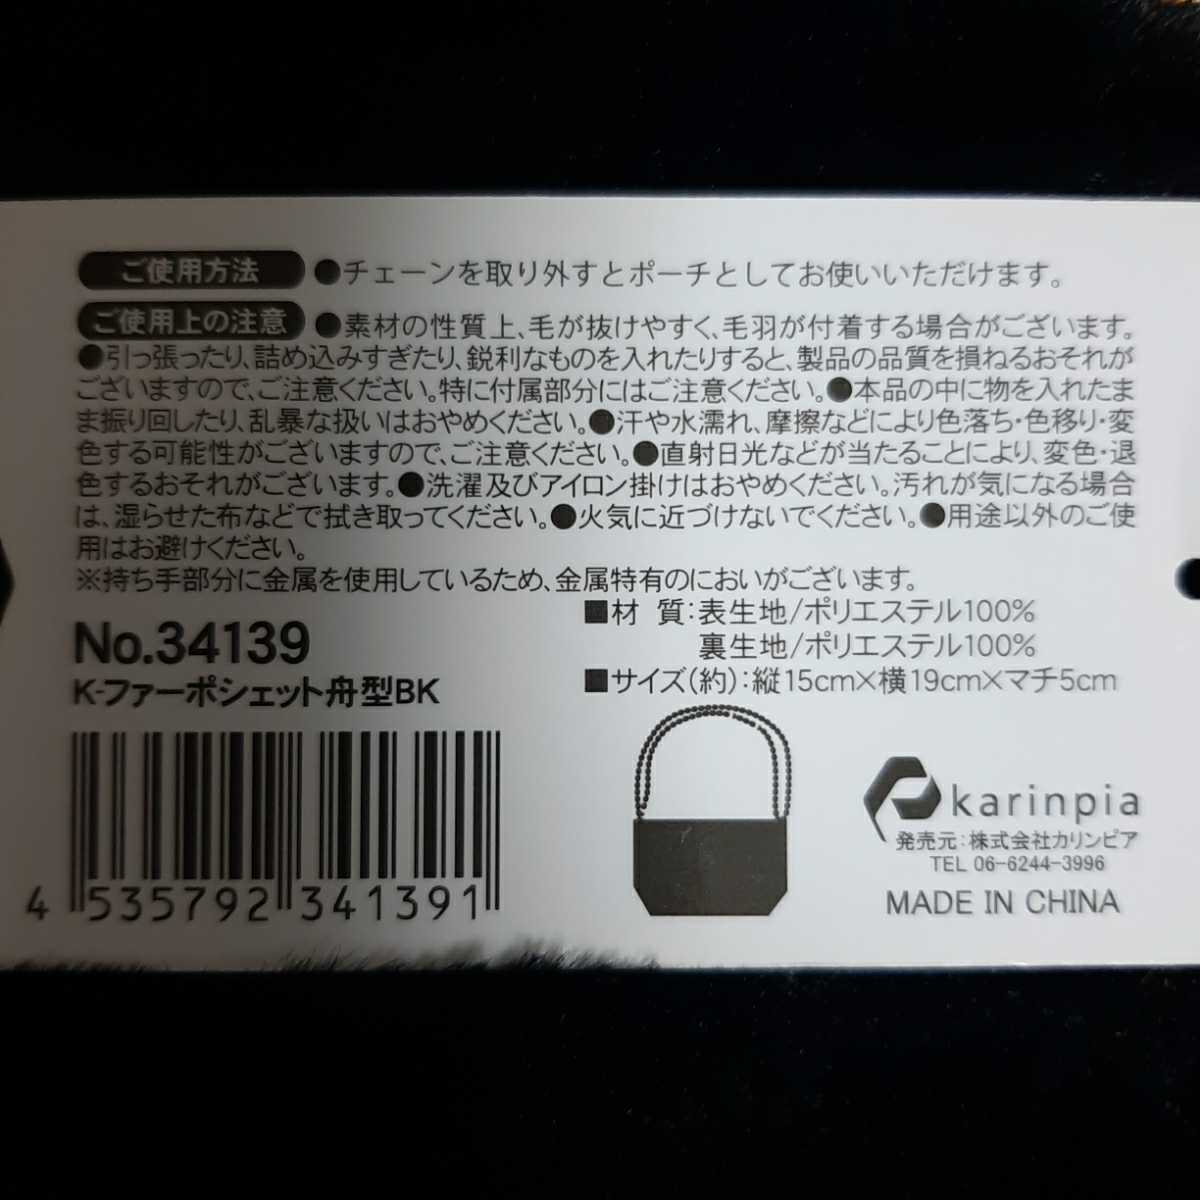 ご使用方法 ●チェーンを取り外すとポーチとしてお使いいただけます。
ご使用上の注意 ●素材の性質上、毛が抜けやすく、毛羽が付着する場合がございます。
●引っ張ったり、詰め込みすぎたり、鋭利なものを入れたりすると、製品の品質を損ねるおそれが
ございますので、ご注意ください。特に付属部分にはご注意ください。●本品の中に物を入れたま
ま振り回したり、乱暴な扱いはおやめください。●汗や水濡れ、摩擦などにより色落ち・色移り・変
色する可能性がございますので、ご注意ください。●直射日光などが当たることにより、変色・退
色するおそれがございます。●洗濯及びアイロン掛けはおやめください。汚れが気になる場合
は、湿らせた布などで拭き取ってください。●火気に近づけないでください。●用途以外のご使
用はお避けください。
※持ち手部分に金属を使用しているため、金属特有のにおいがございます。
■材 質：表生地/ポリエステル100%
裏生地/ポリエステル100%
■サイズ(約)：縦15cm×横19cm×マチ5cm
No.34139
K-ファーポシェット舟型BK
4 535792 341391
karinpia
発売元：株式会社カリンピア
TEL 06-6244-3996
MADE IN CHINA